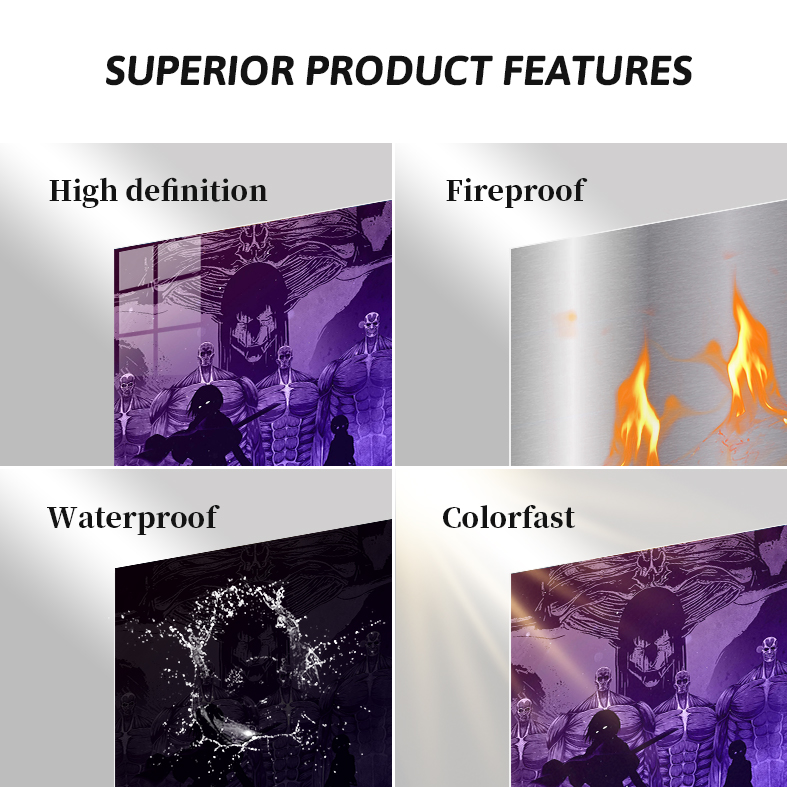 SUPERIOR PRODUCT FEATURES
High definition
Fireproof
Waterproof
Colorfast